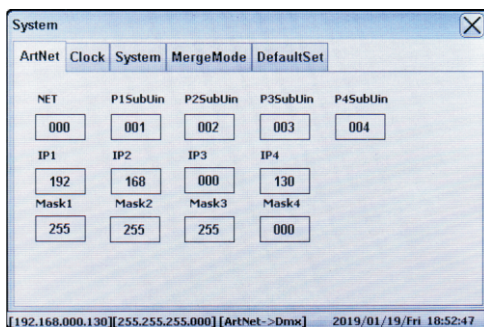 System
ArtNet Clock System MergeMode DefaultSet
NET P1SubUin P2SubUin P3SubUin P4SubUin
000 001 002 003 004
IP1 IP2 IP3 IP4
192 168 000 130
Mask1 Mask2 Mask3 Mask4
255 255 255 000
[192.168.000.130][255.255.255.000] [ArtNet->Dmx] 2019/01/19/Fri 18:52:47